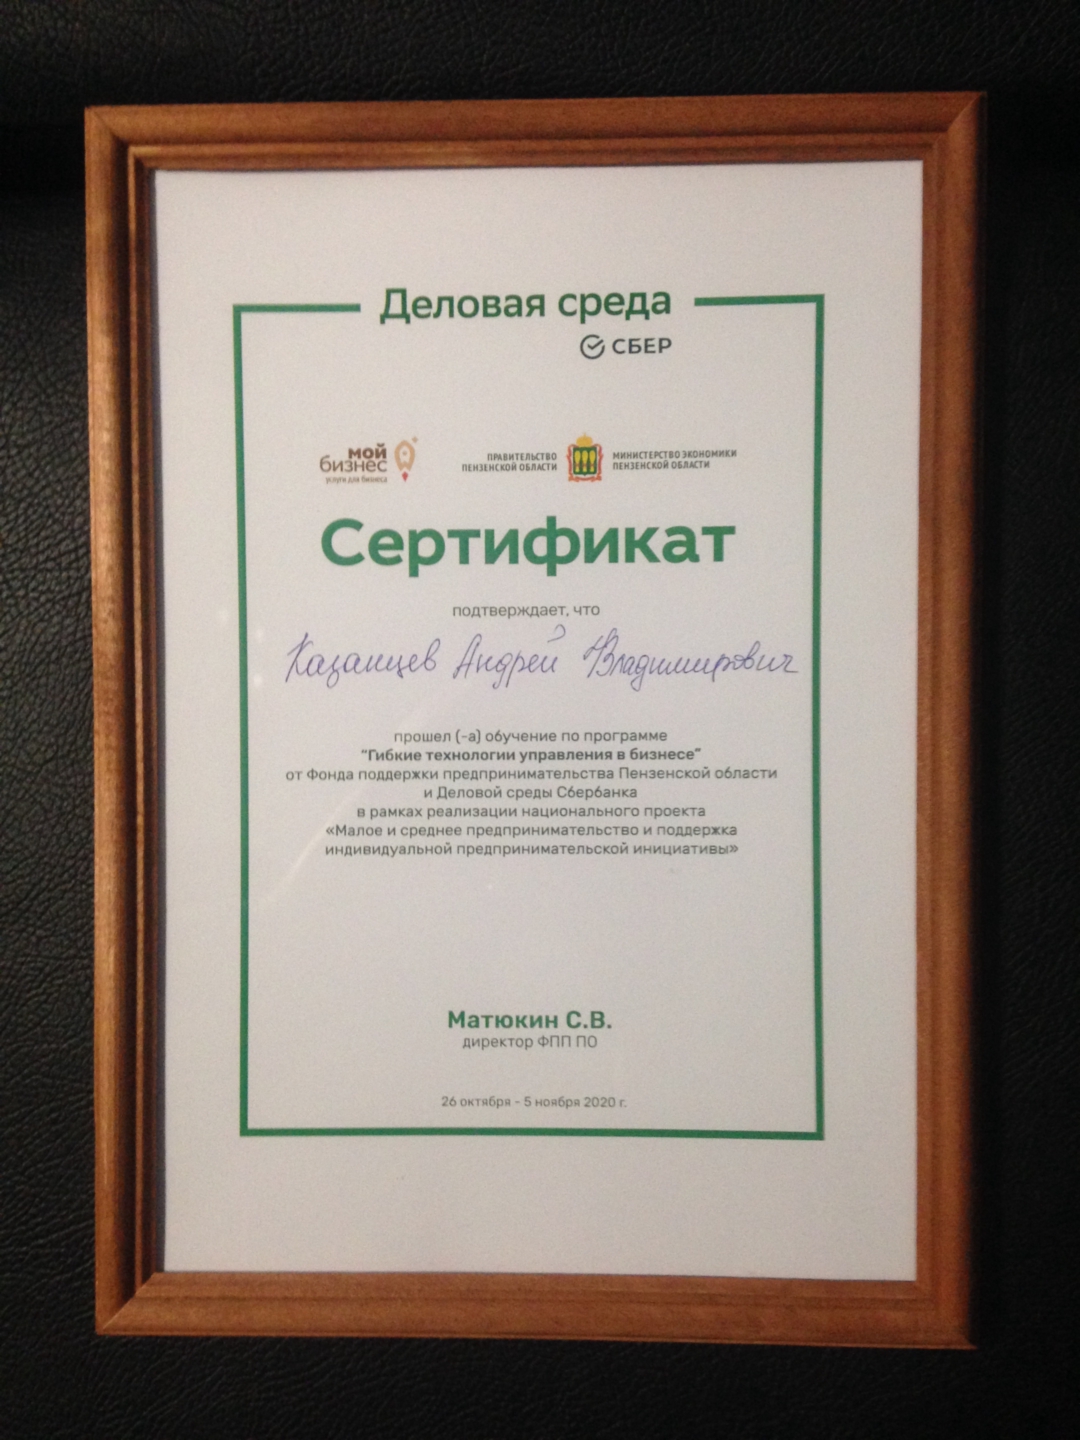 Деловая среда
СБЕР
мой
бизнес
услуги для бизнеса
ПРАВИТЕЛЬСТВО
ПЕНЗЕНСКОЙ ОБЛАСТИ
МИНИСТЕРСТВО ЭКОНОМИКИ
ПЕНЗЕНСКОЙ ОБЛАСТИ
Сертификат
подтверждает, что
Казанцев Андрей Владимирович
прошел (-а) обучение по программе
“Гибкие технологии управления в бизнесе”
от Фонда поддержки предпринимательства Пензенской области
и Деловой среды Сбербанка
в рамках реализации национального проекта
«Малое и среднее предпринимательство и поддержка
индивидуальной предпринимательской инициативы»
Матюкин С.В.
директор ФПП ПО
26 октября - 5 ноября 2020 г.